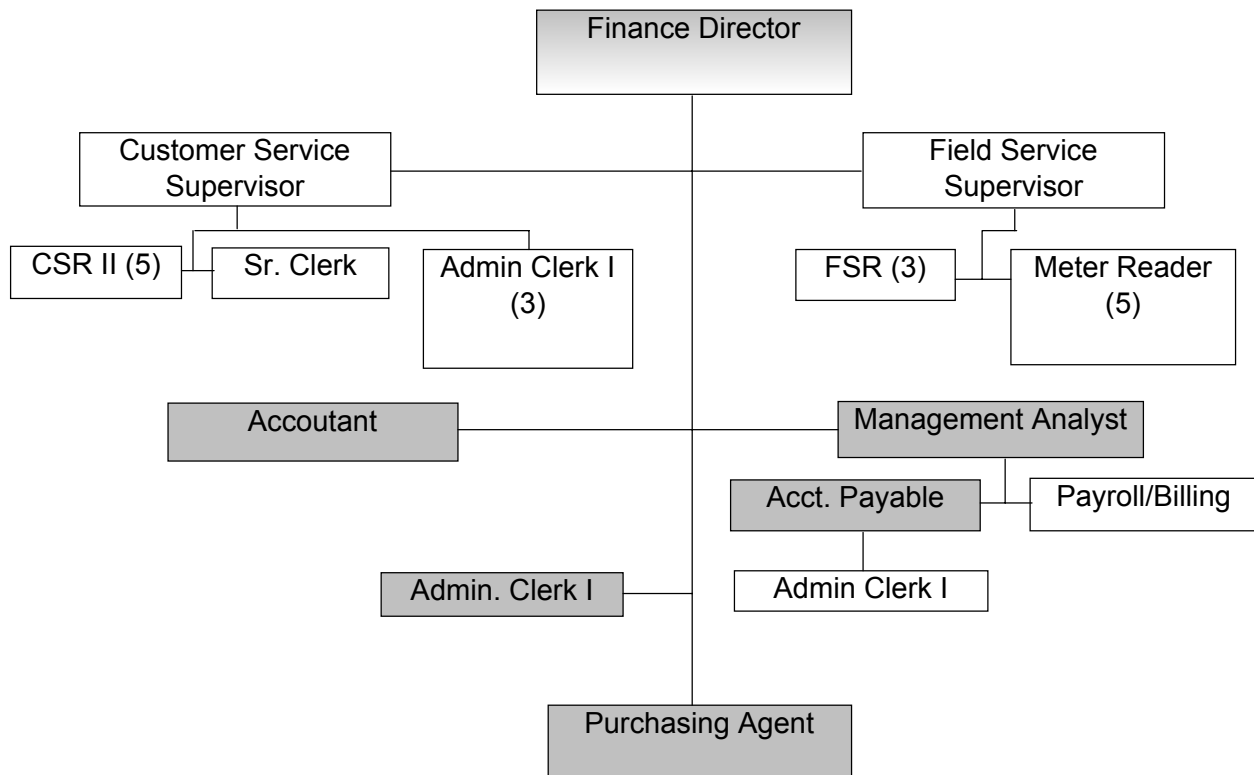 Finance Director
Customer Service
Supervisor
Field Service
Supervisor
CSR II (5)
Sr. Clerk
Admin Clerk I
(3)
FSR (3)
Meter Reader
(5)
Accoutant
Management Analyst
Acct. Payable
Payroll/Billing
Admin. Clerk I
Admin Clerk I
Purchasing Agent